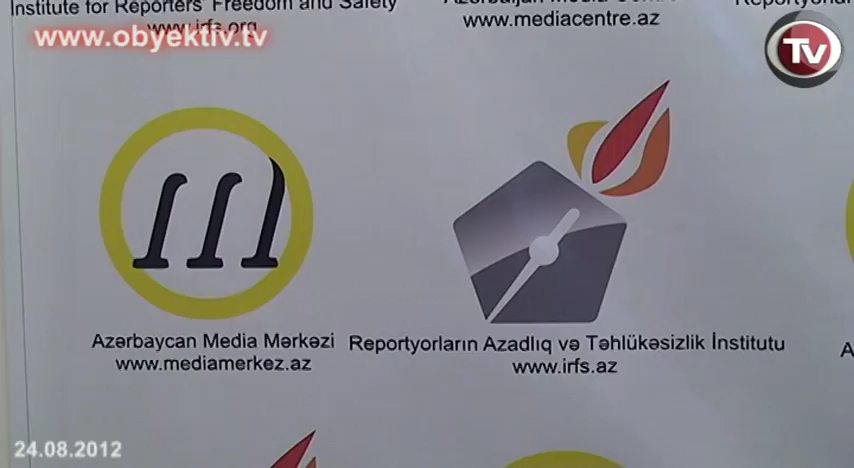 Institute for Reporters' Freedom and Safety
www.irfs.org
www.obyektiv.tv
www.mediacentre.az
TV
Azərbaycan Media Mərkəzi
www.mediamerkez.az
Reportyorların Azadlıq və Təhlükəsizlik İnstitutu
www.irfs.az
24.08.2012